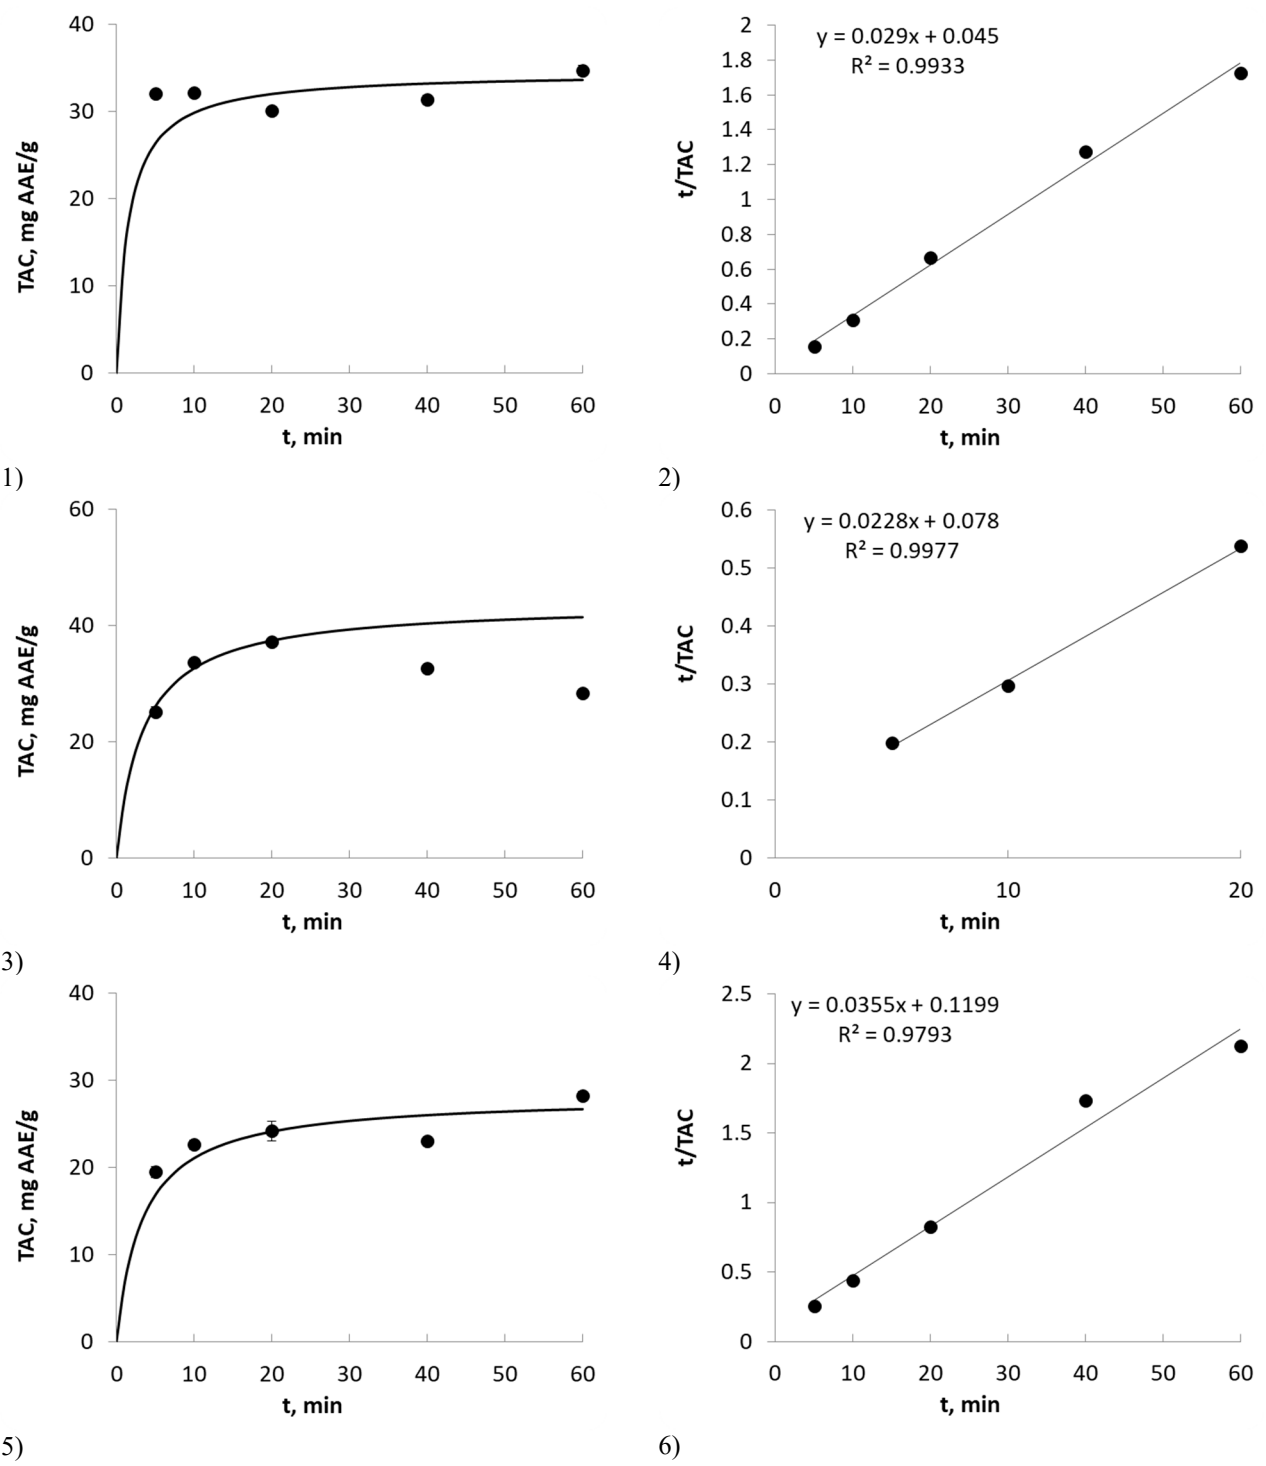 40
30
20
10
0
TAC, mg AAE/g
0 10 20 30 40 50 60
t, min
1)
y = 0.029x + 0.045
R² = 0.9933
2
1.8
1.6
1.4
1.2
1
0.8
0.6
0.4
0.2
0
t/TAC
0 10 20 30 40 50 60
t, min
2)
60
40
20
0
TAC, mg AAE/g
0 10 20 30 40 50 60
t, min
3)
y = 0.0228x + 0.078
R² = 0.9977
0.6
0.5
0.4
0.3
0.2
0.1
0
t/TAC
0 10 20
t, min
4)
40
30
20
10
0
TAC, mg AAE/g
0 10 20 30 40 50 60
t, min
5)
y = 0.0355x + 0.1199
R² = 0.9793
2.5
2
1.5
1
0.5
0
t/TAC
0 10 20 30 40 50 60
t, min
6)